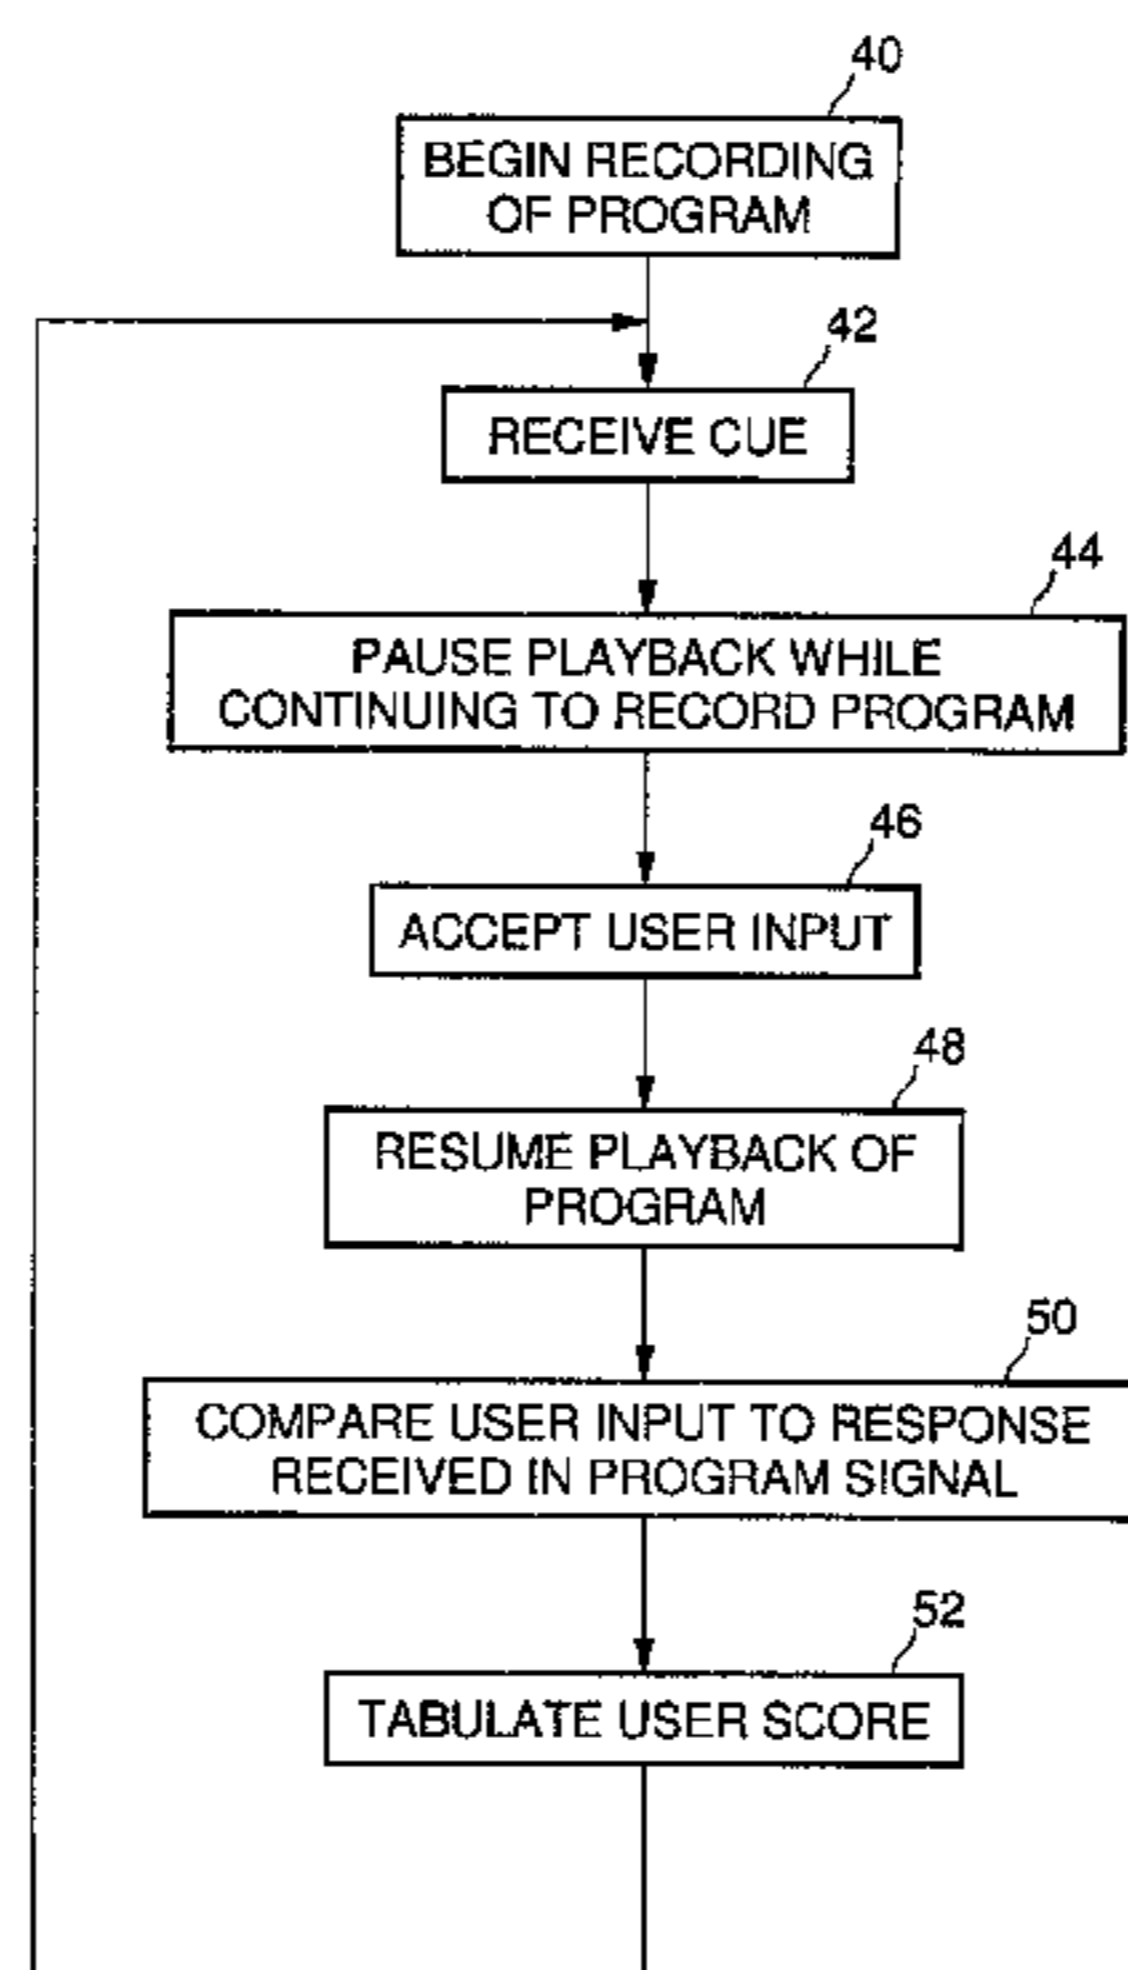 40
BEGIN RECORDING
OF PROGRAM
42
RECEIVE CUE
44
PAUSE PLAYBACK WHILE
CONTINUING TO RECORD PROGRAM
46
ACCEPT USER INPUT
48
RESUME PLAYBACK OF
PROGRAM
50
COMPARE USER INPUT TO RESPONSE
RECEIVED IN PROGRAM SIGNAL
52
TABULATE USER SCORE